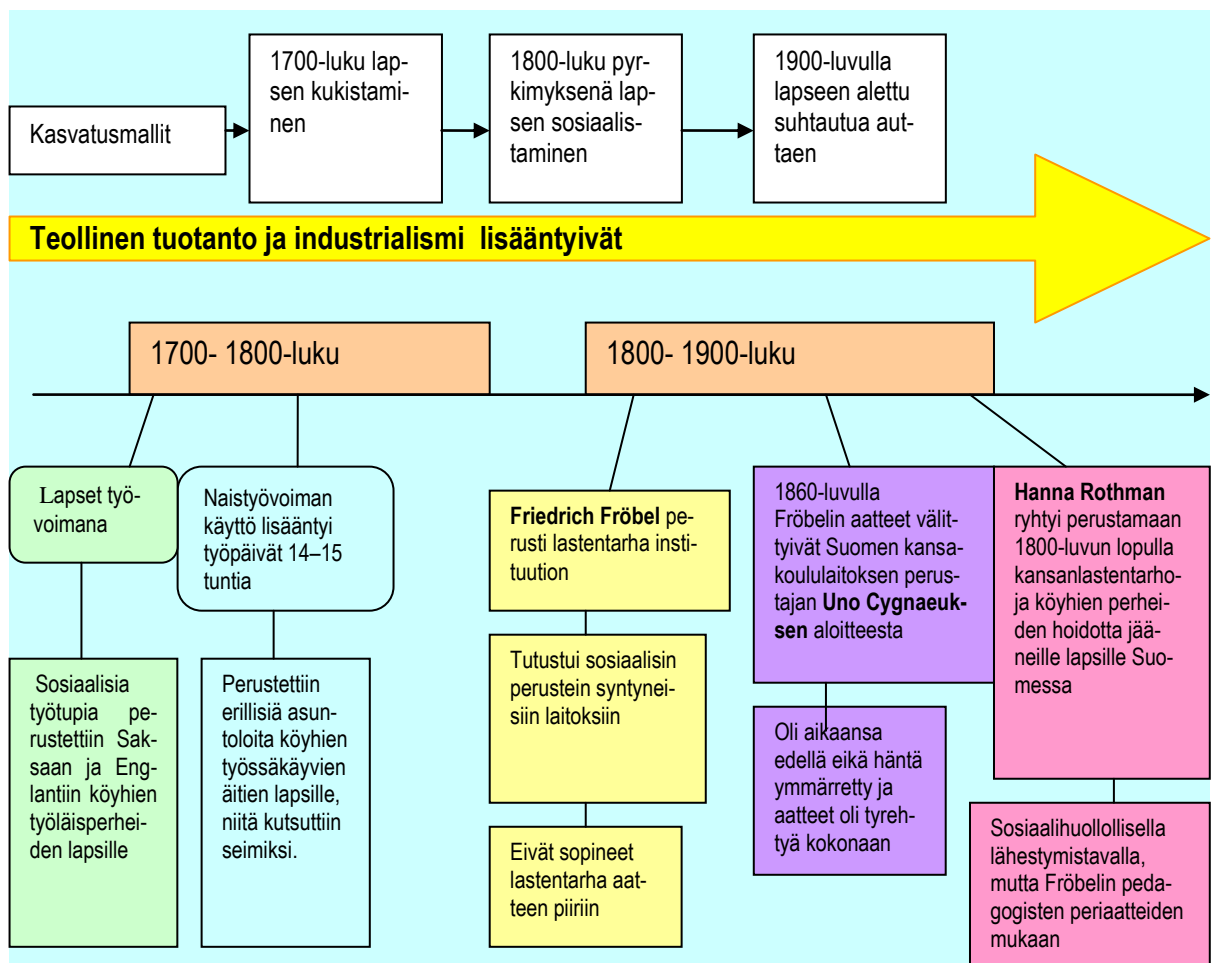 Kasvatusmallit
1700-luku lap-
sen kukistami-
nen
1800-luku pyr-
kimyksenä lap-
sen sosiaalis-
taminen
1900-luvulla
lapseen alettu
suhtautua aut-
taen
Teollinen tuotanto ja industrialismi lisääntyivät
1700- 1800-luku
1800- 1900-luku
Lapset työ-
voimana
Naistyövoiman
käyttö lisääntyi
työpäivät 14–15
tuntia
Friedrich Fröbel pe-
rusti lastentarha insti-
tuution
1860-luvulla
Fröbelin aatteet välit-
tyivät Suomen kansa-
koululaitoksen perus-
tajan Uno Cygnaeuk-
sen aloitteesta
Hanna Rothman
ryhtyi perustamaan
1800-luvun lopulla
kansanlastentarho-
ja köyhien perhei-
den hoidotta jää-
neille lapsille Suo-
messa
Sosiaalisia
työtupia pe-
rustettiin Sak-
saan ja Eng-
lantiin köyhien
työläisperhei-
den lapsille
Perustettiin
erillisiä asun-
toloita köyhien
työssäkäyvien
äitien lapsille,
niitä kutsuttiin
seimiksi.
Tutustui sosiaalisin
perustein syntynei-
siin laitoksiin
Eivät sopineet
lastentarha aat-
teen piiriin
Oli aikaansa
edellä eikä häntä
ymmärretty ja
aatteet oli tyreh-
tyä kokonaan
Sosiaalihuollollisella
lähestymistavalla,
mutta Fröbelin peda-
gogisten periaatteiden
mukaan